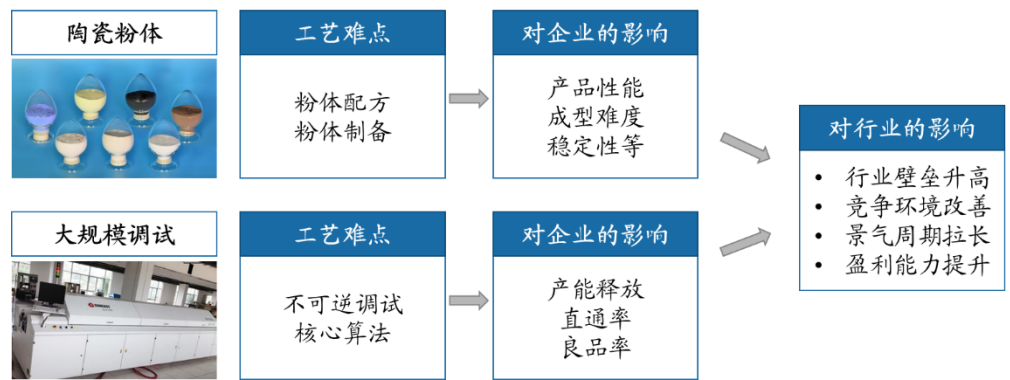 陶瓷粉体
工艺难点
粉体配方
粉体制备
对企业的影响
产品性能
成型难度
稳定性等
大规模调试
工艺难点
不可逆调试
核心算法
对企业的影响
产能释放
直通率
良品率
对行业的影响
• 行业壁垒升高
• 竞争环境改善
• 景气周期拉长
• 盈利能力提升